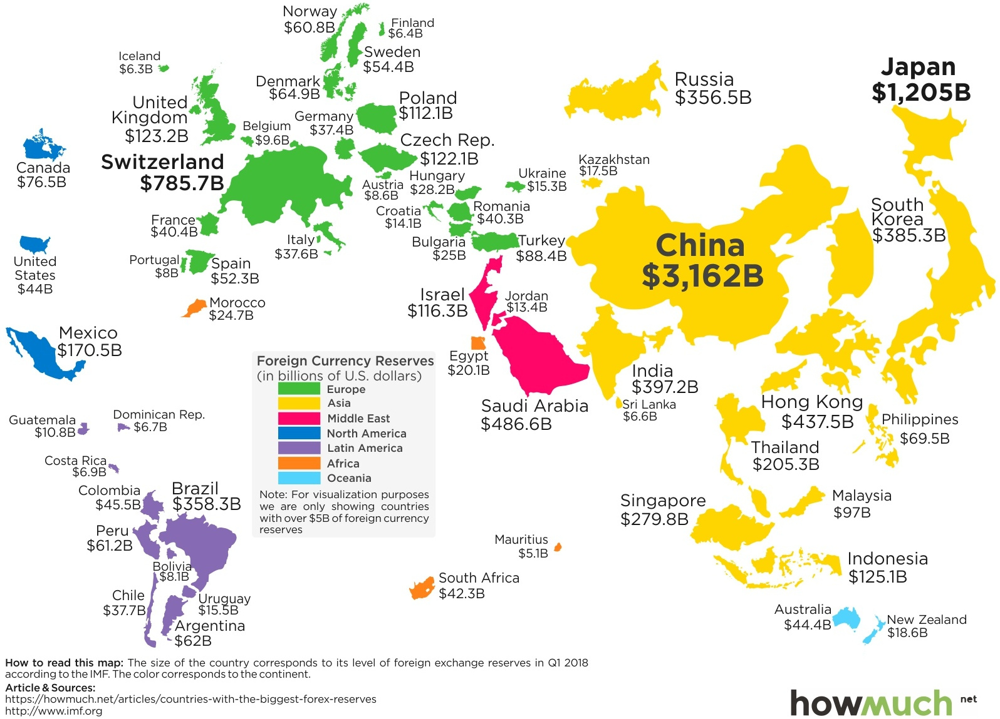 Norway
$60.8B
Finland
$6.4B
Sweden
$54.4B
Iceland
$6.3B
Denmark
$64.9B
United
Kingdom
$123.2B
Poland
$112.1B
Germany
$37.4B
Belgium
$9.6B
Czech Rep.
$122.1B
Switzerland
$785.7B
Austria
$8.6B
Hungary
$28.2B
Ukraine
$15.3B
Croatia
$14.1B
Romania
$40.3B
France
$40.4B
Italy
$37.6B
Bulgaria
$25B
Turkey
$88.4B
Portugal
$8B
Spain
$52.3B
Morocco
$24.7B
Canada
$76.5B
United
States
$44B
Mexico
$170.5B
Russia
$356.5B
Kazakhstan
$17.5B
Japan
$1,205B
South
Korea
$385.3B
China
$3,162B
Israel
$116.3B
Jordan
$13.4B
Egypt
$20.1B
Saudi Arabia
$486.6B
India
$397.2B
Sri Lanka
$6.6B
Hong Kong
$437.5B
Philippines
$69.5B
Thailand
$205.3B
Singapore
$279.8B
Malaysia
$97B
Indonesia
$125.1B
Foreign Currency Reserves
(in billions of U.S. dollars)
Europe
Asia
Middle East
North America
Latin America
Africa
Oceania
Note: For visualization purposes
we are only showing countries
with over $5B of foreign currency
reserves
Guatemala
$10.8B
Dominican Rep.
$6.7B
Costa Rica
$6.9B
Colombia
$45.5B
Brazil
$358.3B
Peru
$61.2B
Bolivia
$8.1B
Chile
$37.7B
Uruguay
$15.5B
Argentina
$62B
Mauritius
$5.1B
South Africa
$42.3B
Australia
$44.4B
New Zealand
$18.6B
How to read this map: The size of the country corresponds to its level of foreign exchange reserves in Q1 2018
according to the IMF. The color corresponds to the continent.
Article & Sources:
https://howmuch.net/articles/countries-with-the-biggest-forex-reserves
http://www.imf.org
howmuch net